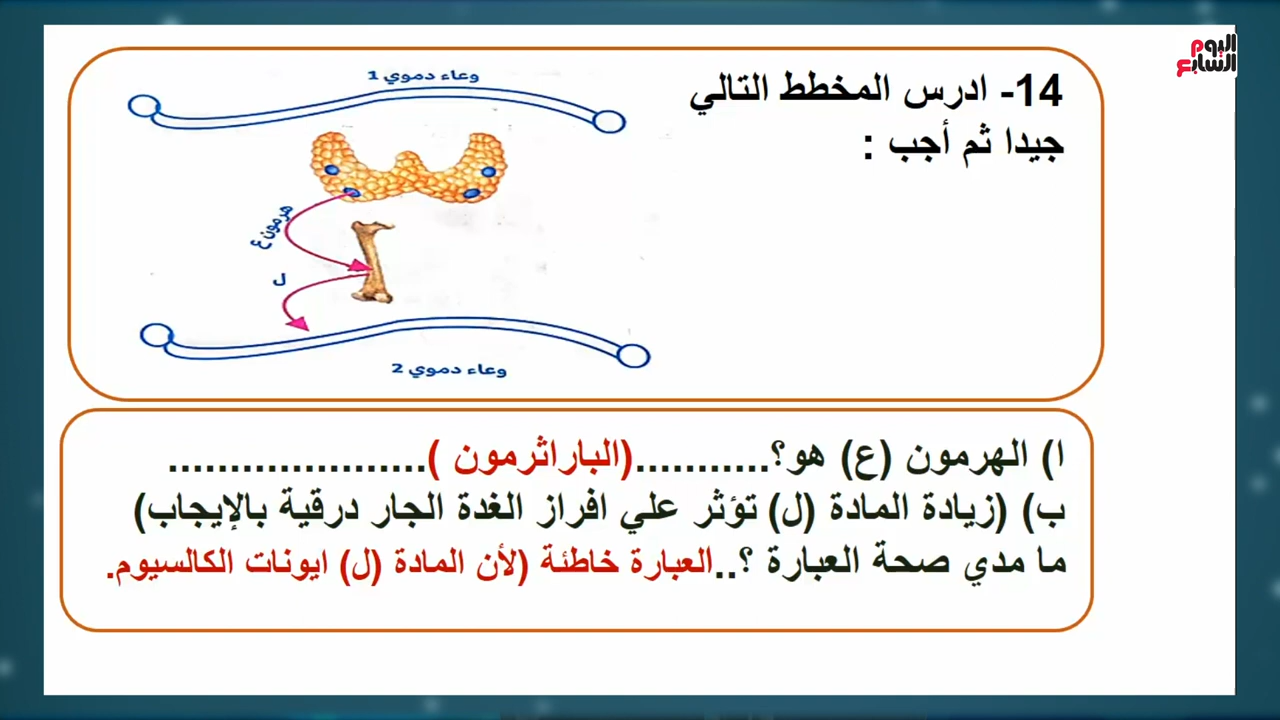 اليوم السابع
14- ادرس المخطط التالي
جيدا ثم أجب :
وعاء دموي 1
هرمون ع
ل
وعاء دموي 2
ا) الهرمون (ع) هو؟...........(الباراثرمون ).....................
ب) (زيادة المادة (ل) تؤثر علي افراز الغدة الجار درقية بالإيجاب)
ما مدي صحة العبارة ؟..العبارة خاطئة (لأن المادة (ل) ايونات الكالسيوم.